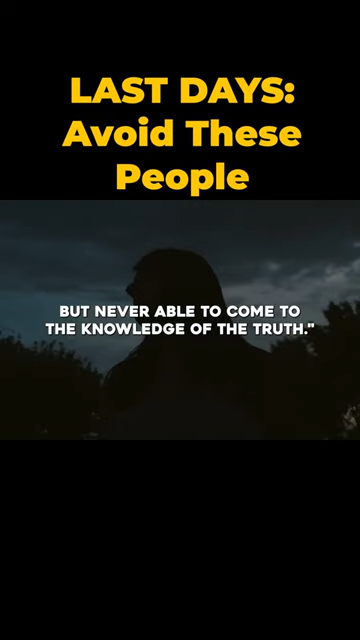 LAST DAYS:
Avoid These
People
BUT NEVER ABLE TO COME TO
THE KNOWLEDGE OF THE TRUTH."